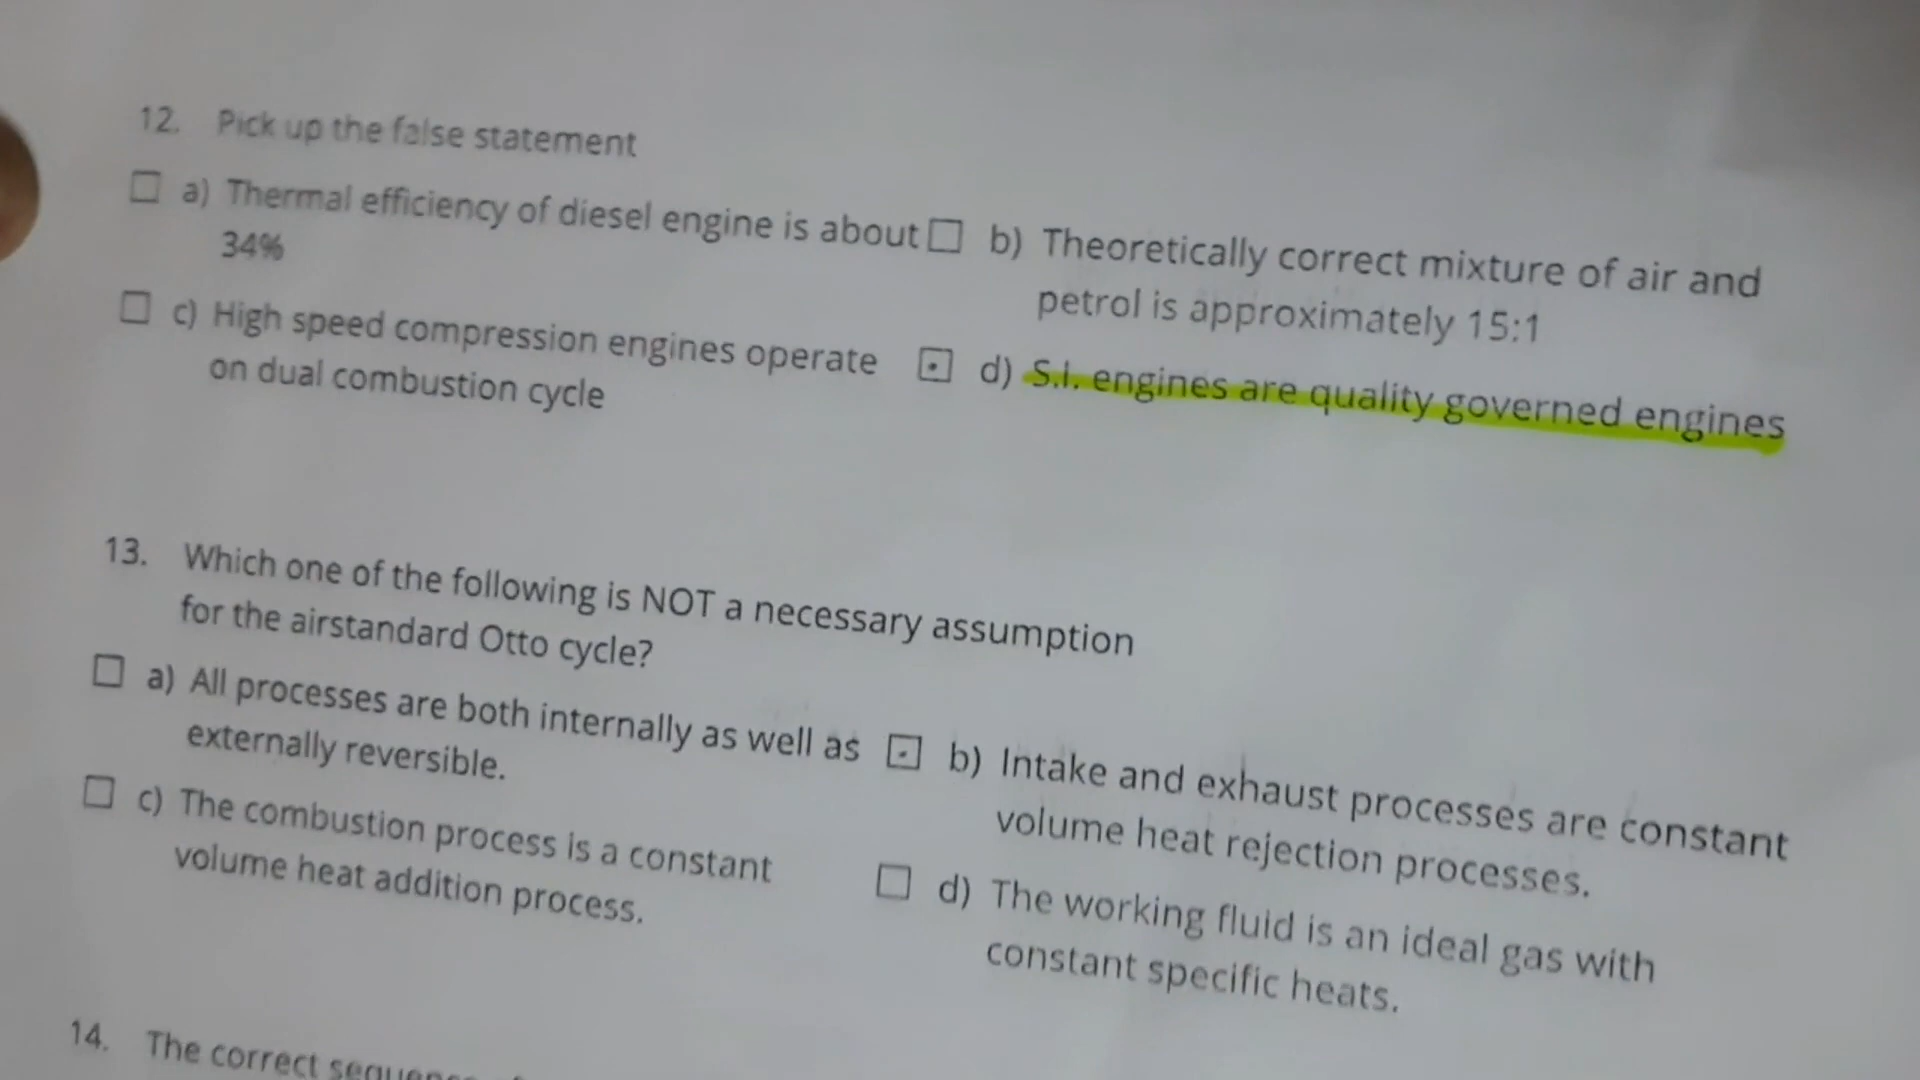 12. Pick up the false statement
a) Thermal efficiency of diesel engine is about
34%
b) Theoretically correct mixture of air and
petrol is approximately 15:1
c) High speed compression engines operate
on dual combustion cycle
d) S.I. engines are quality governed engines
13. Which one of the following is NOT a necessary assumption
for the airstandard Otto cycle?
a) All processes are both internally as well as
externally reversible.
b) Intake and exhaust processes are constant
volume heat rejection processes.
c) The combustion process is a constant
volume heat addition process.
d) The working fluid is an ideal gas with
constant specific heats.
14. The correct